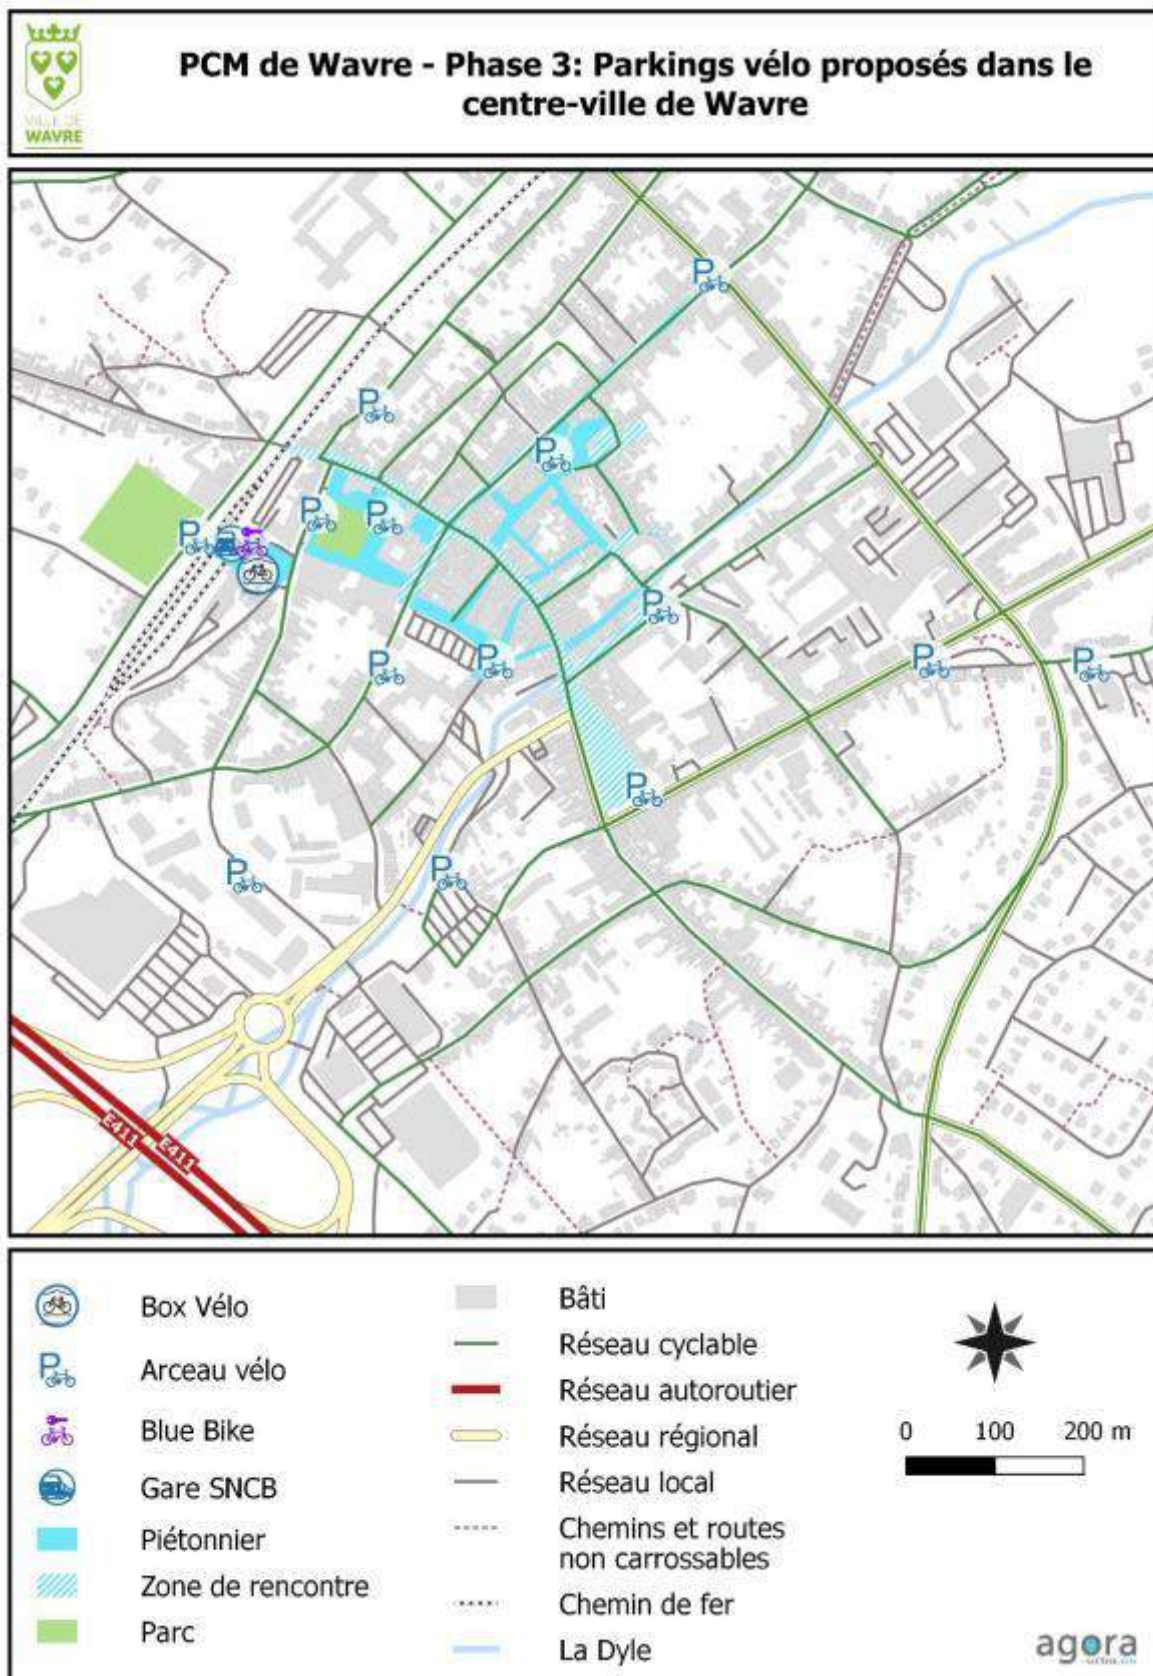 PCM de Wavre - Phase 3: Parkings vélo proposés dans le
centre-ville de Wavre
VILLE DE
WAVRE
P
P
P
P
P
P
P
P
P
P
P
P
P
P
E411
E411
Box Vélo
P
Arceau vélo
Blue Bike
Gare SNCB
Piétonnier
Zone de rencontre
Parc
Bâti
Réseau cyclable
Réseau autoroutier
Réseau régional
Réseau local
Chemins et routes
non carrossables
Chemin de fer
La Dyle
0 100 200 m
agora